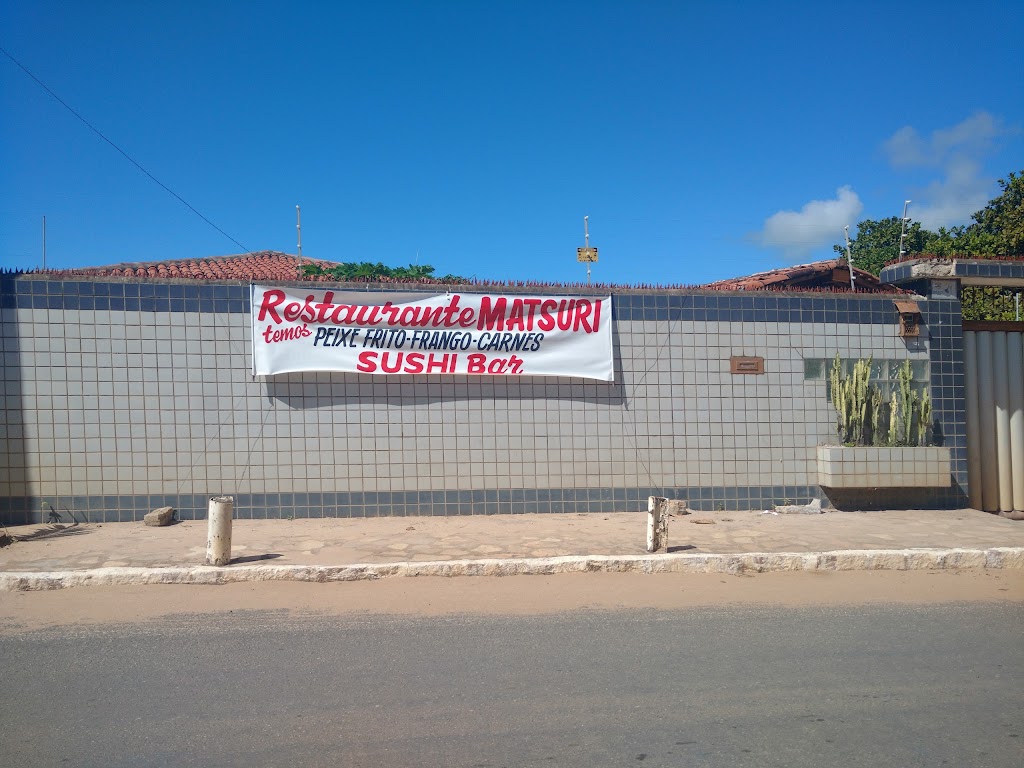 Restaurante MATSURI
temos PEIXE FRITO-FRANGO-CARNES
SUSHI Bar